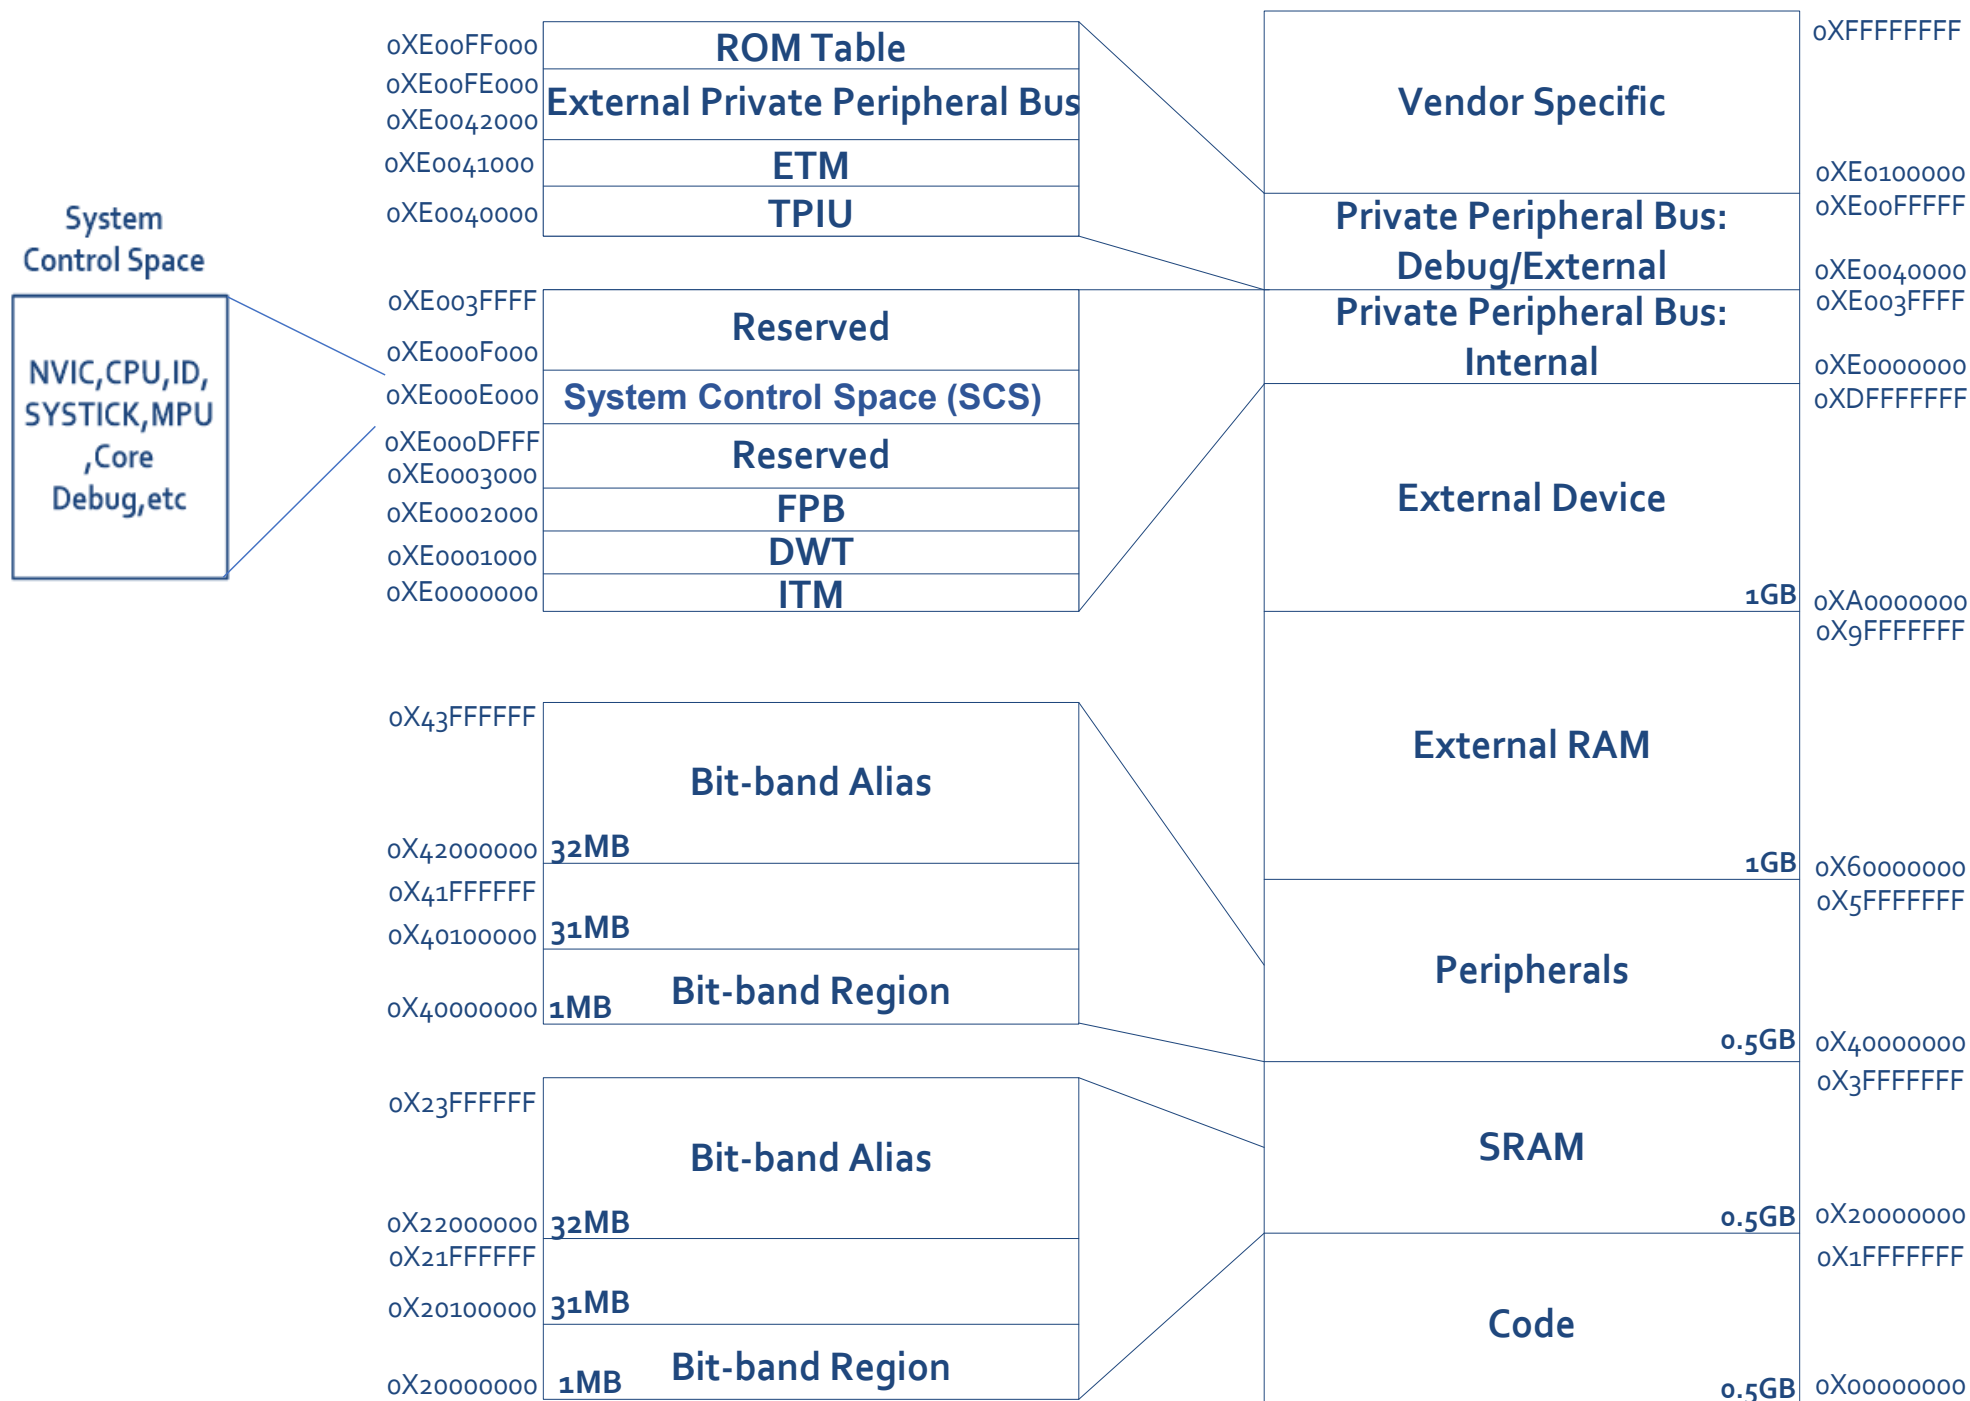 System
Control Space
NVIC,CPU,ID,
SYSTICK,MPU
,Core
Debug,etc
0XE00FF000
ROM Table
0XE00FE000
External Private Peripheral Bus
0XE0042000
0XE0041000
ETM
0XE0040000
TPIU
0XE003FFFF
Reserved
0XE000F000
0XE000E000
System Control Space (SCS)
0XE000DFFF
Reserved
0XE0003000
0XE0002000
FPB
0XE0001000
DWT
0XE0000000
ITM
0X43FFFFFF
Bit-band Alias
0X42000000
32MB
0X41FFFFFF
0X40100000
31MB
Bit-band Region
0X40000000
1MB
0X23FFFFFF
Bit-band Alias
0X22000000
32MB
0X21FFFFFF
0X20100000
31MB
Bit-band Region
0X20000000
1MB
0XFFFFFFFF
Vendor Specific
0XE0100000
0XE00FFFFF
Private Peripheral Bus:
Debug/External
0XE0040000
0XE003FFFF
Private Peripheral Bus:
Internal
0XE0000000
0XDFFFFFFF
External Device
1GB
0XA0000000
0X9FFFFFFF
External RAM
1GB
0X60000000
0X5FFFFFFF
Peripherals
0.5GB
0X40000000
0X3FFFFFFF
SRAM
0.5GB
0X20000000
0X1FFFFFFF
Code
0.5GB
0X00000000